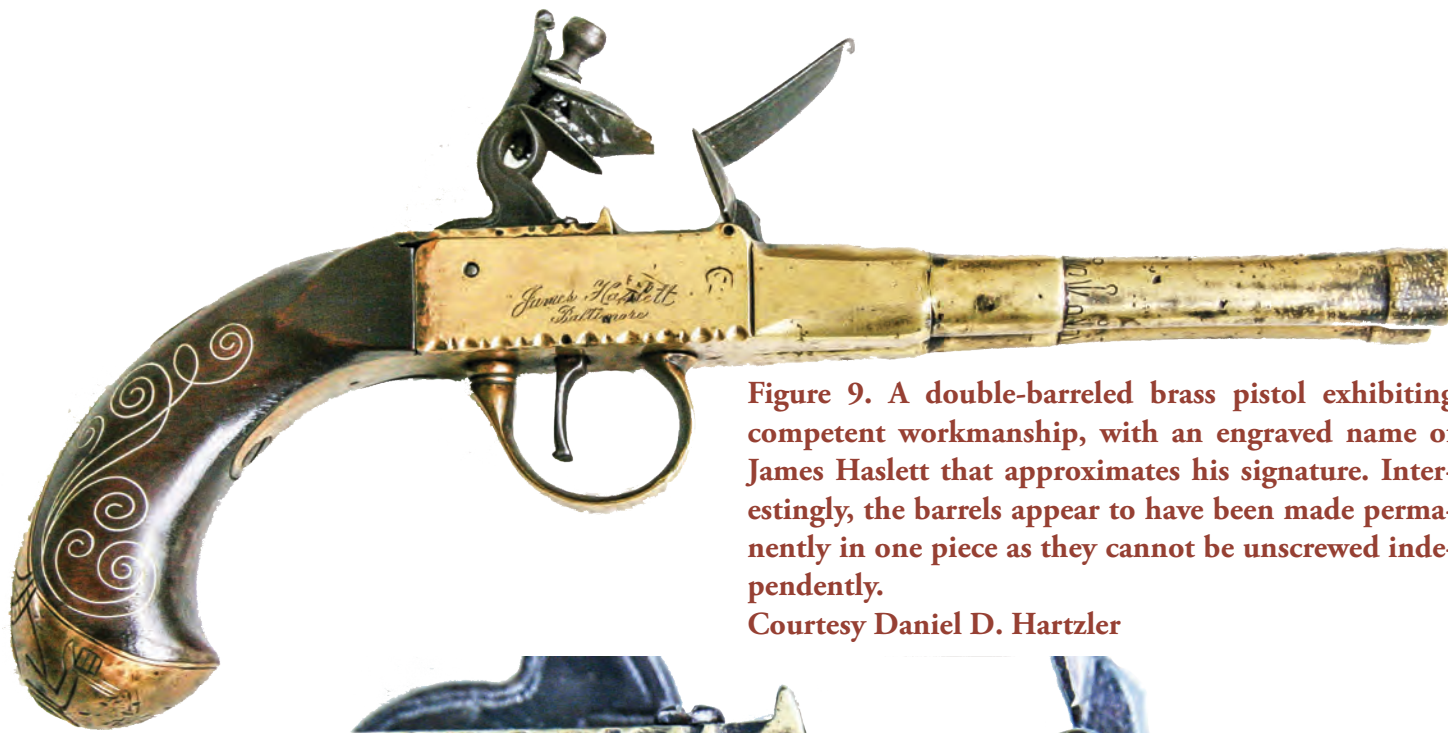 James Haslett
Baltimore
Figure 9. A double-barreled brass pistol exhibiting
competent workmanship, with an engraved name of
James Haslett that approximates his signature. Inter-
estingly, the barrels appear to have been made perma-
nently in one piece as they cannot be unscrewed inde-
pendently.
Courtesy Daniel D. Hartzler